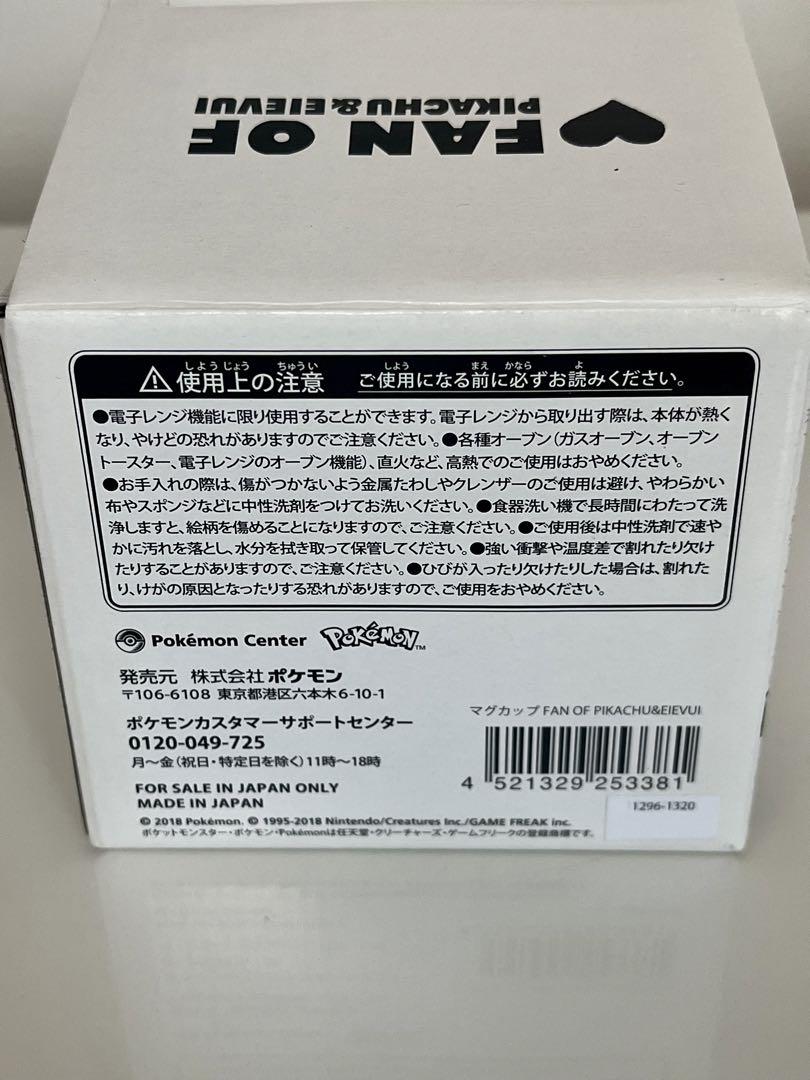 ♥FAN OF
PIKACHU&EIEVUI
⚠使用上の注意 ご使用になる前に必ずお読みください。
しようじょう ちゅうい しよう まえ かなら よ
●電子レンジ機能に限り使用することができます。電子レンジから取り出す際は、本体が熱く
なり、やけどの恐れがありますのでご注意ください。●各種オーブン(ガスオーブン、オーブン
トースター、電子レンジのオーブン機能)、直火など、高熱でのご使用はおやめください。
●お手入れの際は、傷がつかないよう金属たわしやクレンザーのご使用は避け、やわらかい
布やスポンジなどに中性洗剤をつけてお洗いください。●食器洗い機で長時間にわたって洗
浄しますと、絵柄を傷めることになりますので、ご注意ください。●ご使用後は中性洗剤で速や
かに汚れを落とし、水分を拭き取って保管してください。●強い衝撃や温度差で割れたり欠け
たりすることがありますので、ご注意ください。●ひびが入ったり欠けたりした場合は、割れた
り、けがの原因となったりする恐れがありますので、ご使用をおやめください。
Pokémon Center POKéMON™
発売元 株式会社ポケモン
〒106-6108 東京都港区六本木6-10-1
ポケモンカスタマーサポートセンター
0120-049-725
月～金(祝日・特定日を除く)11時～18時
マグカップ FAN OF PIKACHU&EIEVUI
4 521329 253381
1296-1320
FOR SALE IN JAPAN ONLY
MADE IN JAPAN
© 2018 Pokémon. © 1995-2018 Nintendo/Creatures Inc./GAME FREAK inc.
ポケットモンスター・ポケモン・Pokémonは任天堂・クリーチャーズ・ゲームフリークの登録商標です。